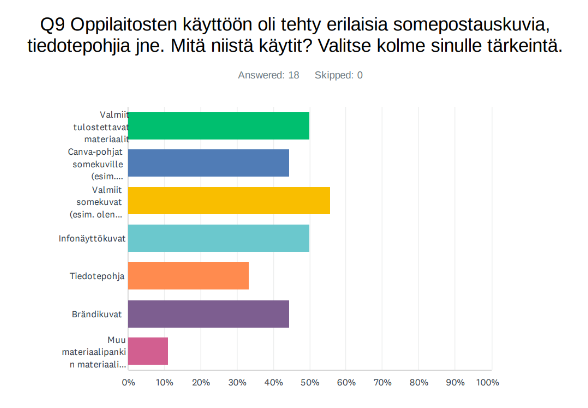 Q9 Oppilaitosten käyttöön oli tehty erilaisia somepostauskuvia,
tiedotepohjia jne. Mitä niistä käytit? Valitse kolme sinulle tärkeintä.
Answered: 18 Skipped: 0
Valmiit
tulostettavat
materiaalit
Canva-pohjat
somekuville
(esim....
Valmiit
somekuvat
(esim. olen...
Infonäyttökuvat
Tiedotepohja
Brändikuvat
Muu
materiaalipanki
n materiaali...
0% 10% 20% 30% 40% 50% 60% 70% 80% 90% 100%